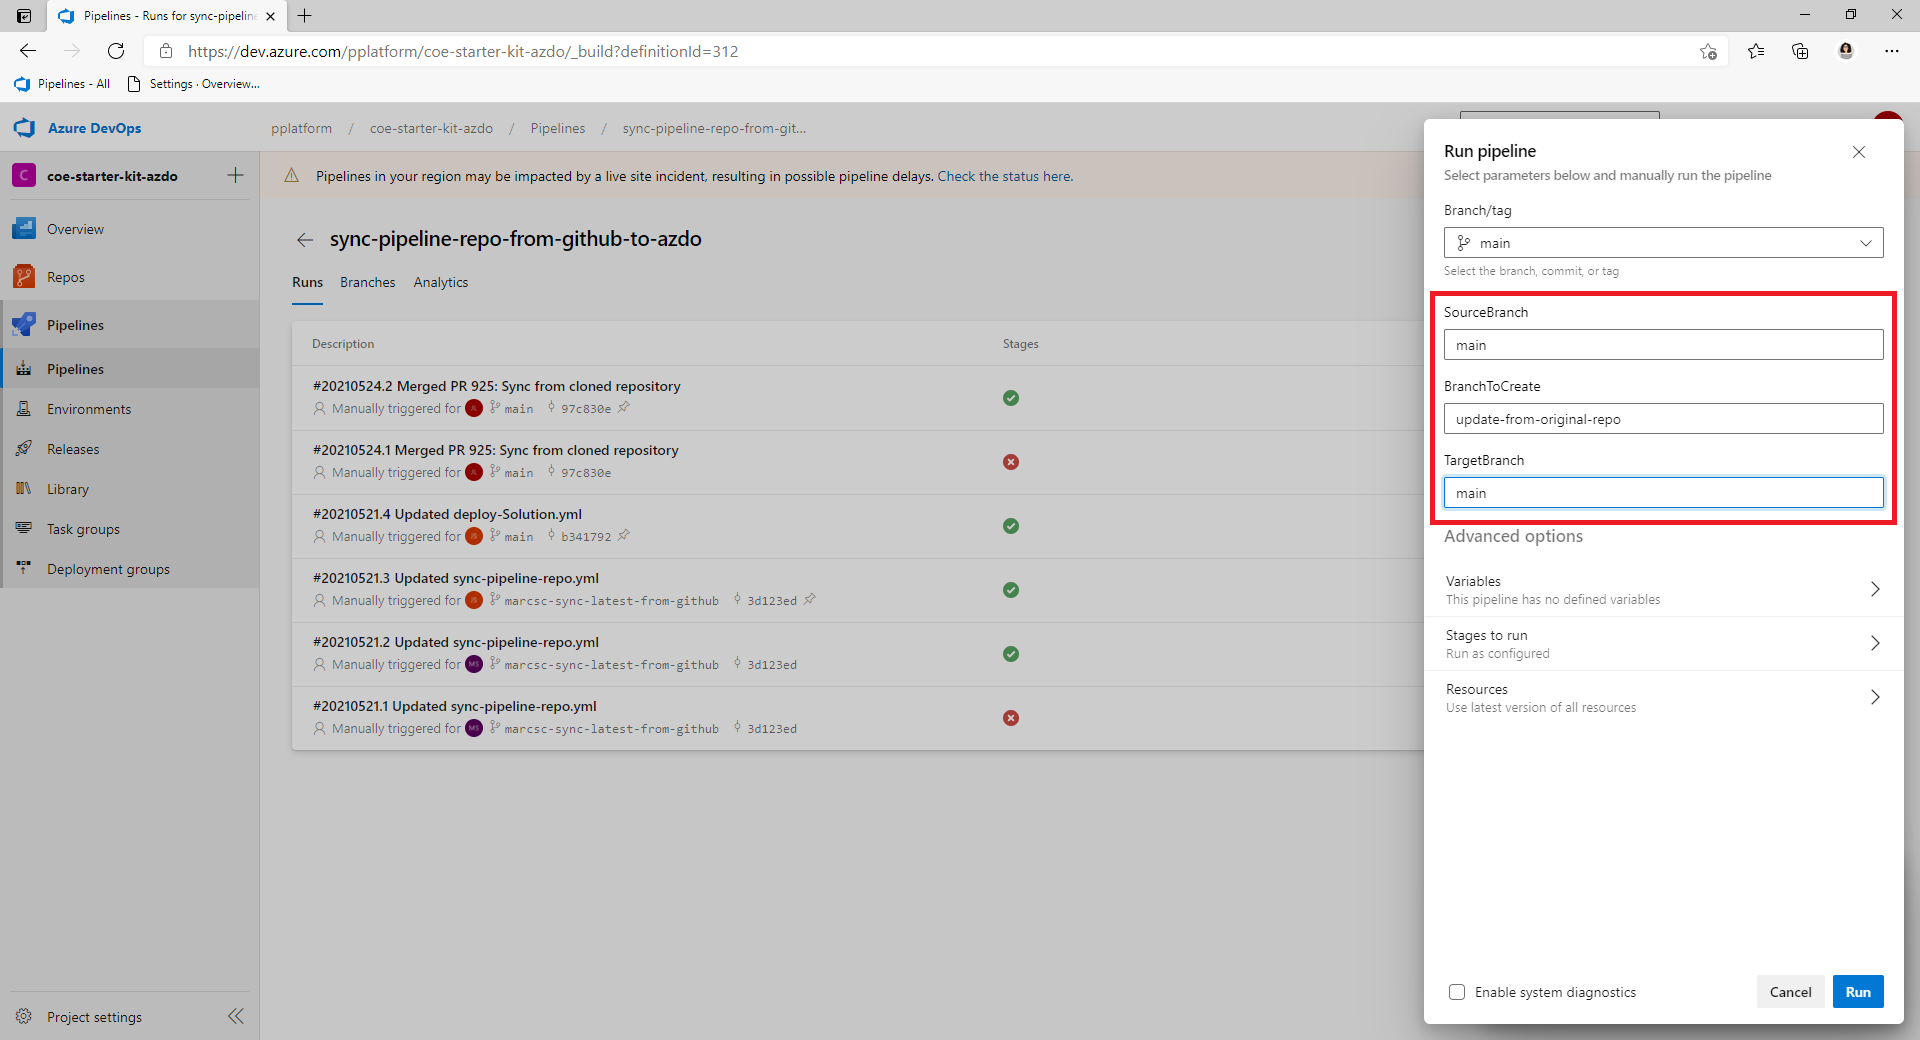 Pipelines - Runs for sync-pipeline
https://dev.azure.com/pplatform/coe-starter-kit-azdo/_build?definitionId=312
Pipelines - All
Settings · Overview...
Azure DevOps
pplatform / coe-starter-kit-azdo / Pipelines / sync-pipeline-repo-from-git...
C
coe-starter-kit-azdo
Overview
Repos
Pipelines
Pipelines
Environments
Releases
Library
Task groups
Deployment groups
Project settings
Pipelines in your region may be impacted by a live site incident, resulting in possible pipeline delays. Check the status here.
sync-pipeline-repo-from-github-to-azdo
Runs Branches Analytics
Description Stages
#20210524.2 Merged PR 925: Sync from cloned repository
Manually triggered for main 97c830e
#20210524.1 Merged PR 925: Sync from cloned repository
Manually triggered for main 97c830e
#20210521.4 Updated deploy-Solution.yml
Manually triggered for main b341792
#20210521.3 Updated sync-pipeline-repo.yml
Manually triggered for marcsc-sync-latest-from-github 3d123ed
#20210521.2 Updated sync-pipeline-repo.yml
Manually triggered for MS marcsc-sync-latest-from-github 3d123ed
#20210521.1 Updated sync-pipeline-repo.yml
Manually triggered for MS marcsc-sync-latest-from-github 3d123ed
Run pipeline
Select parameters below and manually run the pipeline
Branch/tag
main
Select the branch, commit, or tag
SourceBranch
main
BranchToCreate
update-from-original-repo
TargetBranch
main
Advanced options
Variables
This pipeline has no defined variables
Stages to run
Run as configured
Resources
Use latest version of all resources
Enable system diagnostics
Cancel
Run